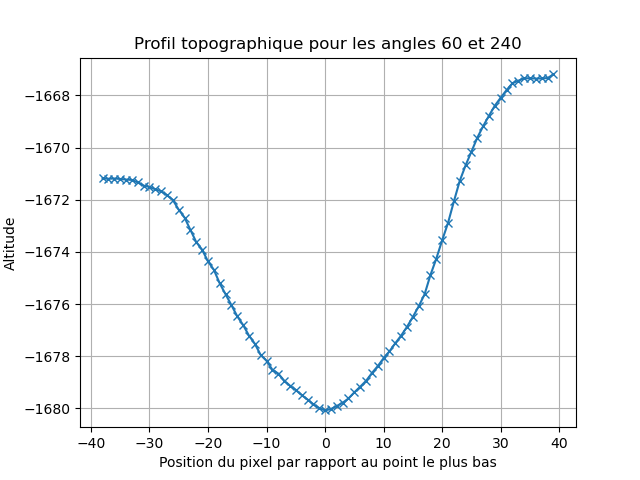 Profil topographique pour les angles 60 et 240
−1668
−1670
−1672
−1674
−1676
−1678
−1680
Altitude
−40 −30 −20 −10 0 10 20 30 40
Position du pixel par rapport au point le plus bas